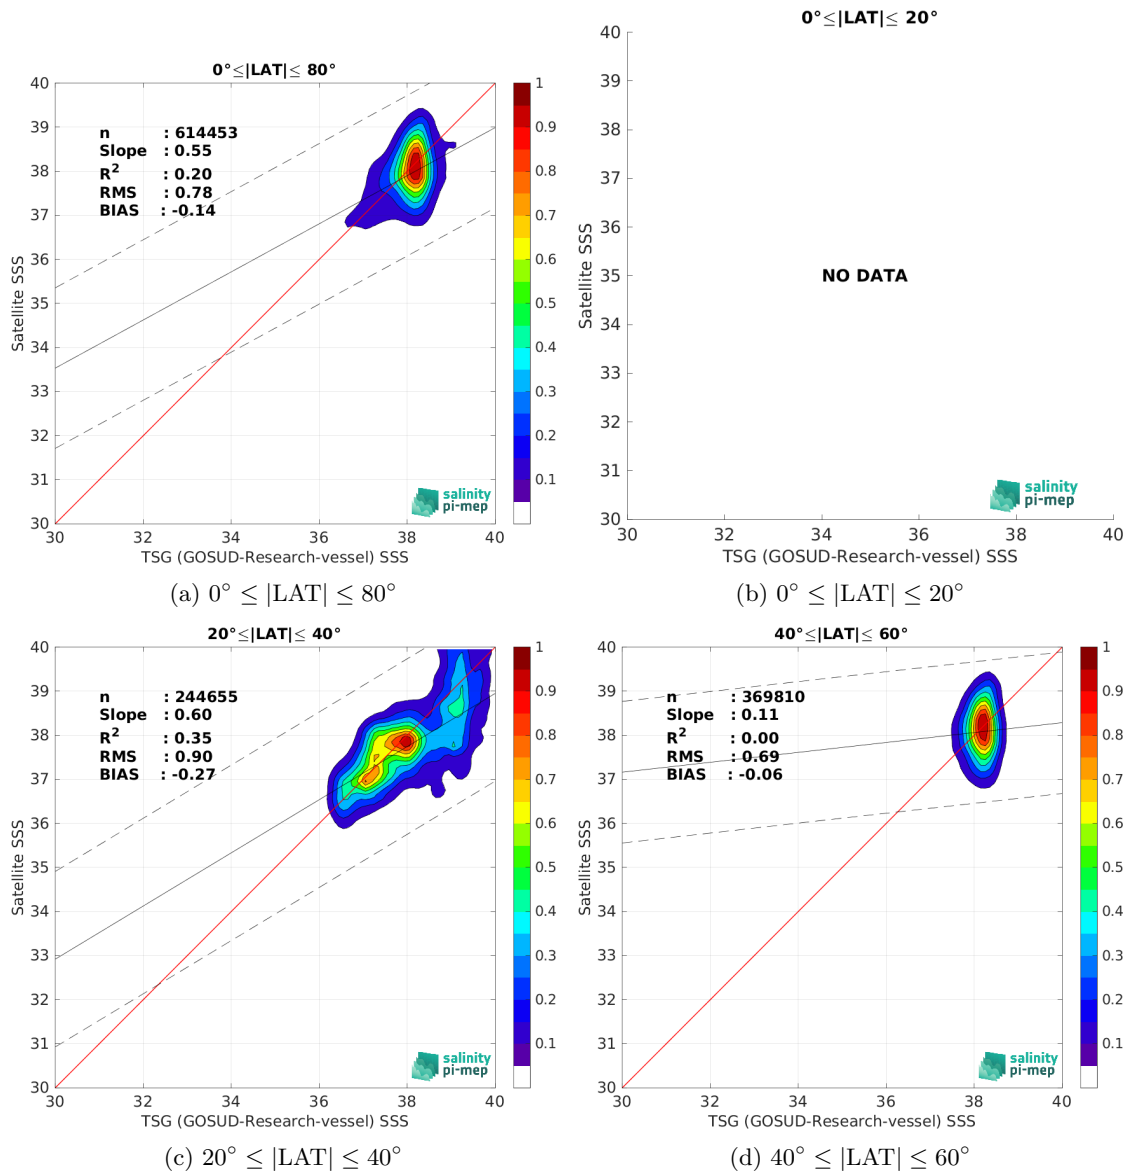 0°≤|LAT|≤ 80°
40
39
38
37
36
35
34
33
32
31
30
Satellite SSS
n : 614453
Slope : 0.55
R² : 0.20
RMS : 0.78
BIAS : -0.14
salinity
pi-mep
30 32 34 36 38 40
TSG (GOSUD-Research-vessel) SSS
1
0.9
0.8
0.7
0.6
0.5
0.4
0.3
0.2
0.1
(a) 0° ≤ |LAT| ≤ 80°
0°≤|LAT|≤ 20°
40
39
38
37
36
35
34
33
32
31
30
Satellite SSS
NO DATA
salinity
pi-mep
30 32 34 36 38 40
TSG (GOSUD-Research-vessel) SSS
(b) 0° ≤ |LAT| ≤ 20°
20°≤|LAT|≤ 40°
40
39
38
37
36
35
34
33
32
31
30
Satellite SSS
n : 244655
Slope : 0.60
R² : 0.35
RMS : 0.90
BIAS : -0.27
salinity
pi-mep
30 32 34 36 38 40
TSG (GOSUD-Research-vessel) SSS
1
0.9
0.8
0.7
0.6
0.5
0.4
0.3
0.2
0.1
(c) 20° ≤ |LAT| ≤ 40°
40°≤|LAT|≤ 60°
40
39
38
37
36
35
34
33
32
31
30
Satellite SSS
n : 369810
Slope : 0.11
R² : 0.00
RMS : 0.69
BIAS : -0.06
salinity
pi-mep
30 32 34 36 38 40
TSG (GOSUD-Research-vessel) SSS
1
0.9
0.8
0.7
0.6
0.5
0.4
0.3
0.2
0.1
(d) 40° ≤ |LAT| ≤ 60°